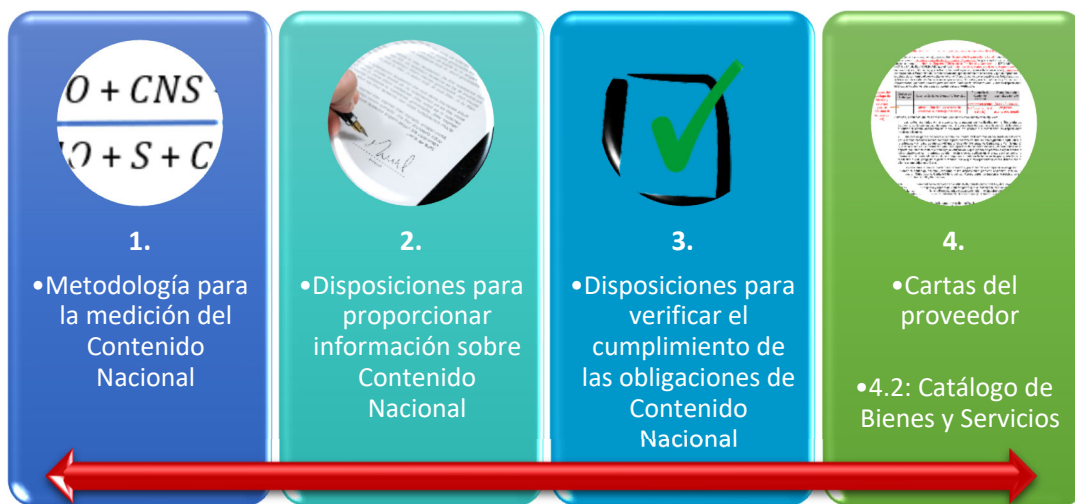 O + CNS
O + S + C
1.
•Metodología para
la medición del
Contenido
Nacional
2.
•Disposiciones para
proporcionar
información sobre
Contenido
Nacional
3.
•Disposiciones para
verificar el
cumplimiento de
las obligaciones de
Contenido
Nacional
4.
•Cartas del
proveedor
•4.2: Catálogo de
Bienes y Servicios